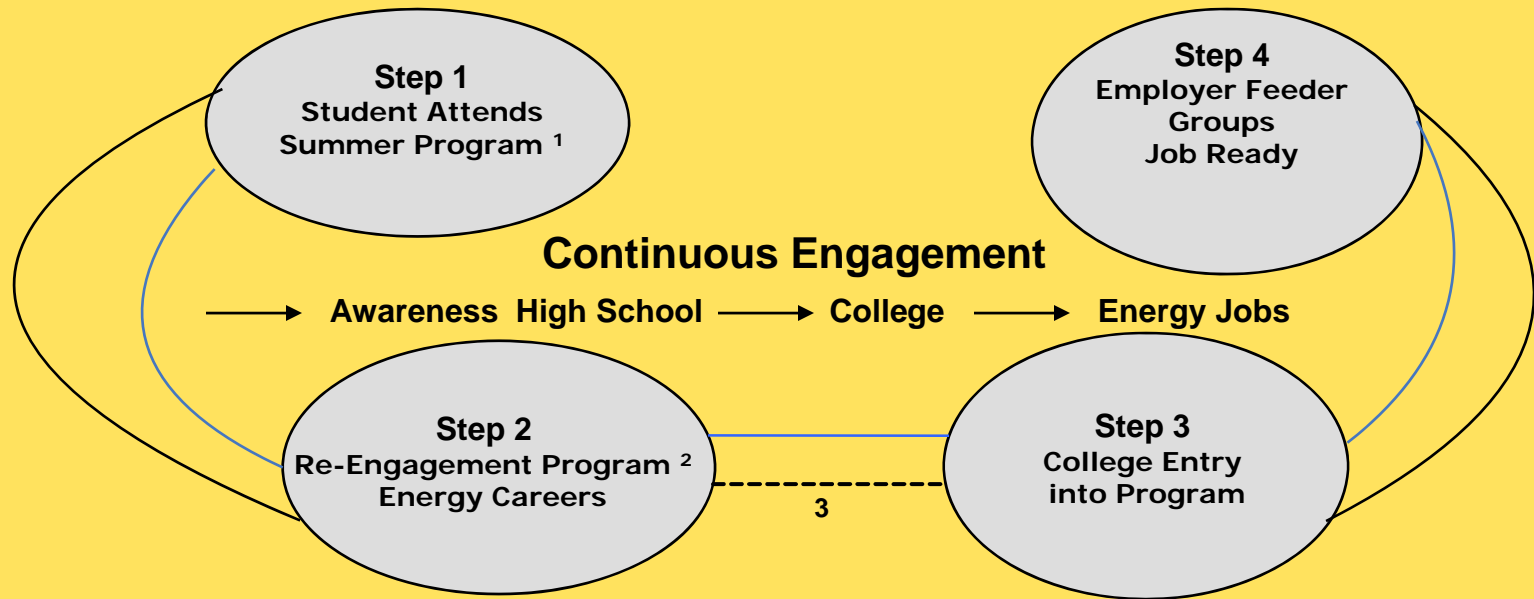 Step 1
Student Attends
Summer Program ¹
Step 4
Employer Feeder
Groups
Job Ready
Continuous Engagement
Awareness High School College Energy Jobs
Step 2
Re-Engagement Program ²
Energy Careers
3
Step 3
College Entry
into Program